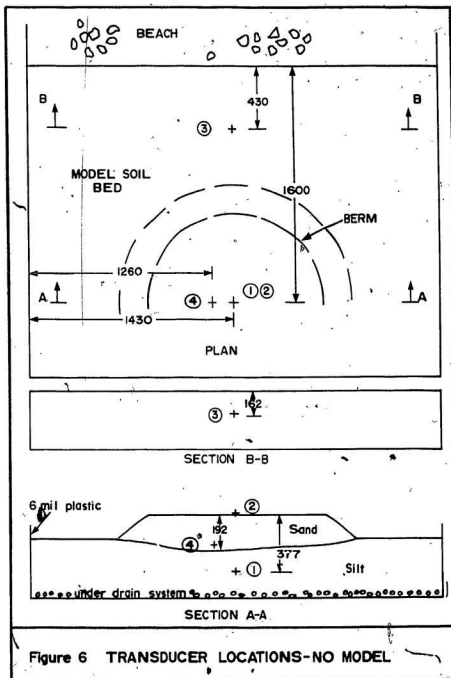 BEACH
B
B
430
③
MODEL SOIL
BED
1600
BERM
1260
A
④
①②
A
1430
PLAN
162
③
SECTION B-B
6 mil plastic
②
192
Sand
④
377
①
Silt
under drain system
SECTION A-A
Figure 6 TRANSDUCER LOCATIONS-NO MODEL